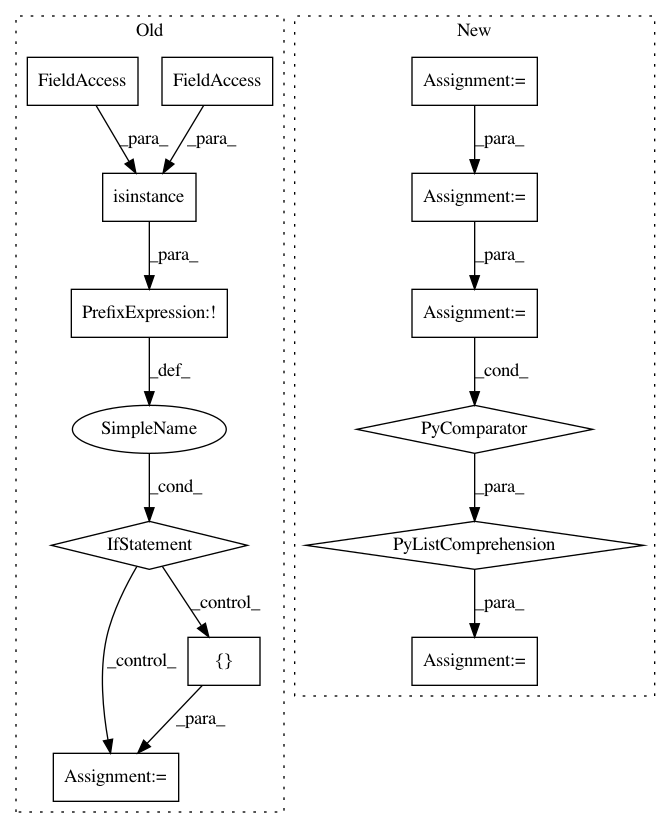 Old
FieldAccess
FieldAccess
_para_
_para_
isinstance
_para_
PrefixExpression:!
_def_
SimpleName
_cond_
IfStatement
_control_
_control_
{}
_para_
Assignment:=
New
Assignment:=
_para_
Assignment:=
_para_
Assignment:=
_cond_
PyComparator
_para_
PyListComprehension
_para_
Assignment:=